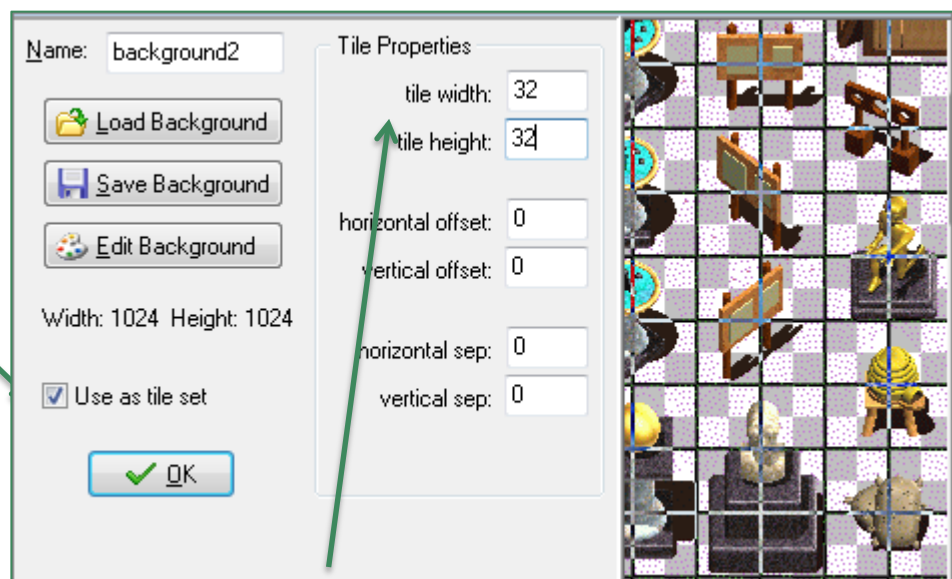 Name: background2
Load Background
Save Background
Edit Background
Width: 1024 Height: 1024
Use as tile set
OK
Tile Properties
tile width: 32
tile height: 32
horizontal offset: 0
vertical offset: 0
horizontal sep: 0
vertical sep: 0